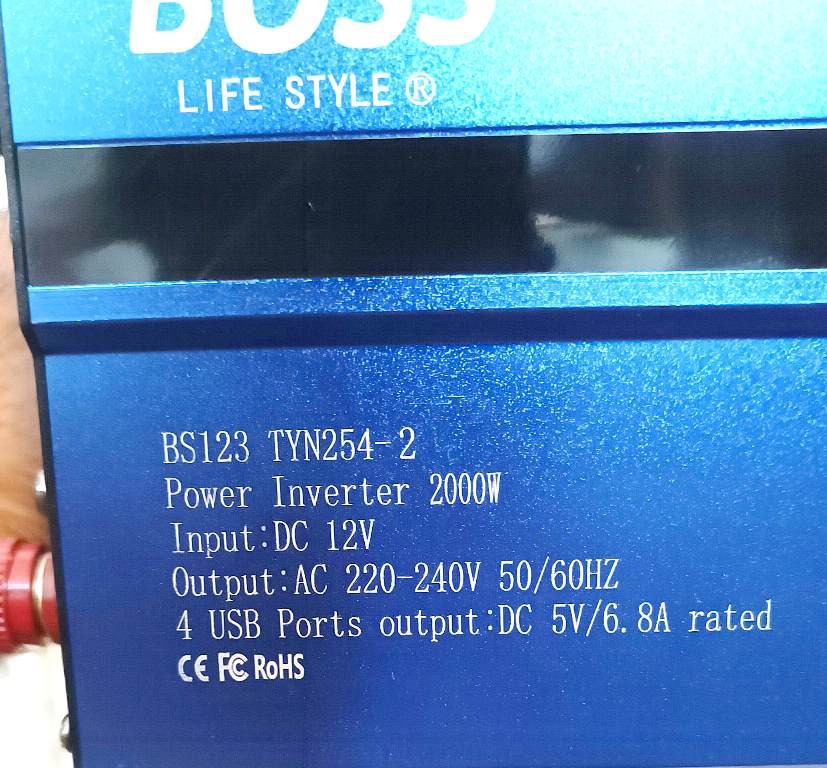 BOSS
LIFE STYLE®
BS123 TYN254-2
Power Inverter 2000W
Input:DC 12V
Output:AC 220-240V 50/60HZ
4 USB Ports output:DC 5V/6.8A rated
CE FC RoHS